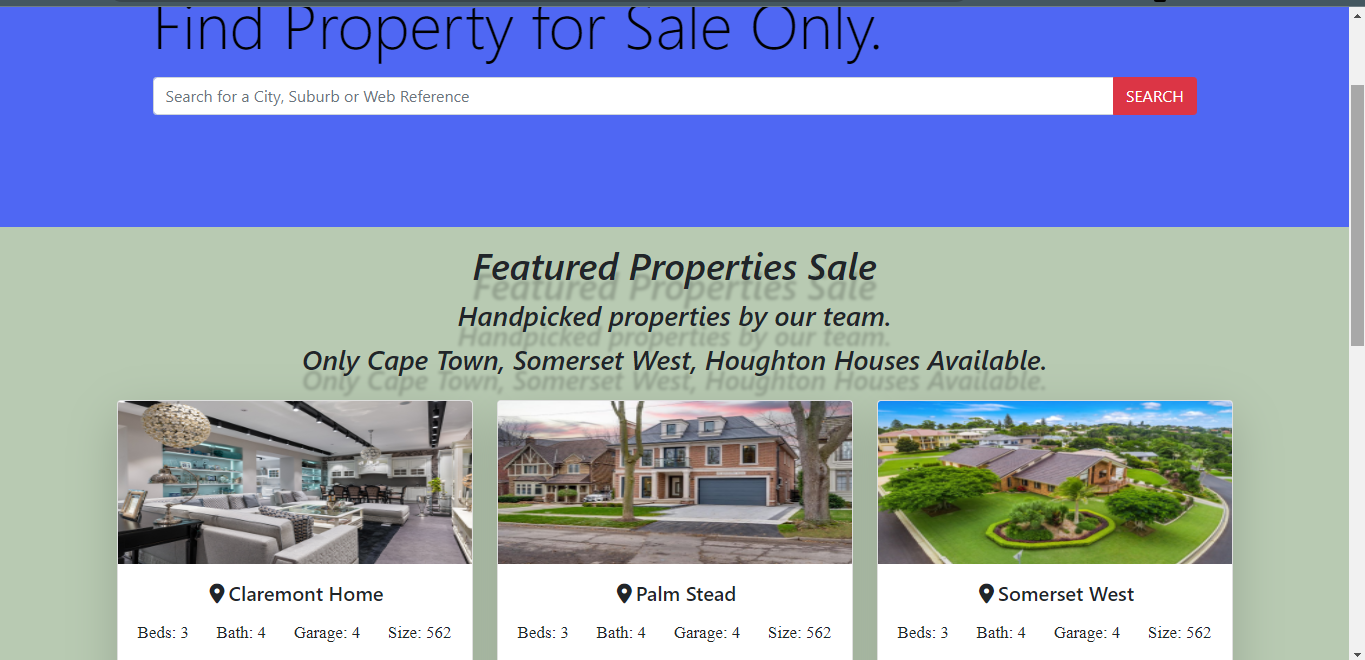 Find Property for Sale Only.
Search for a City, Suburb or Web Reference
SEARCH
Featured Properties Sale
Handpicked properties by our team.
Only Cape Town, Somerset West, Houghton Houses Available.
Claremont Home
Beds: 3 Bath: 4 Garage: 4 Size: 562
Palm Stead
Beds: 3 Bath: 4 Garage: 4 Size: 562
Somerset West
Beds: 3 Bath: 4 Garage: 4 Size: 562